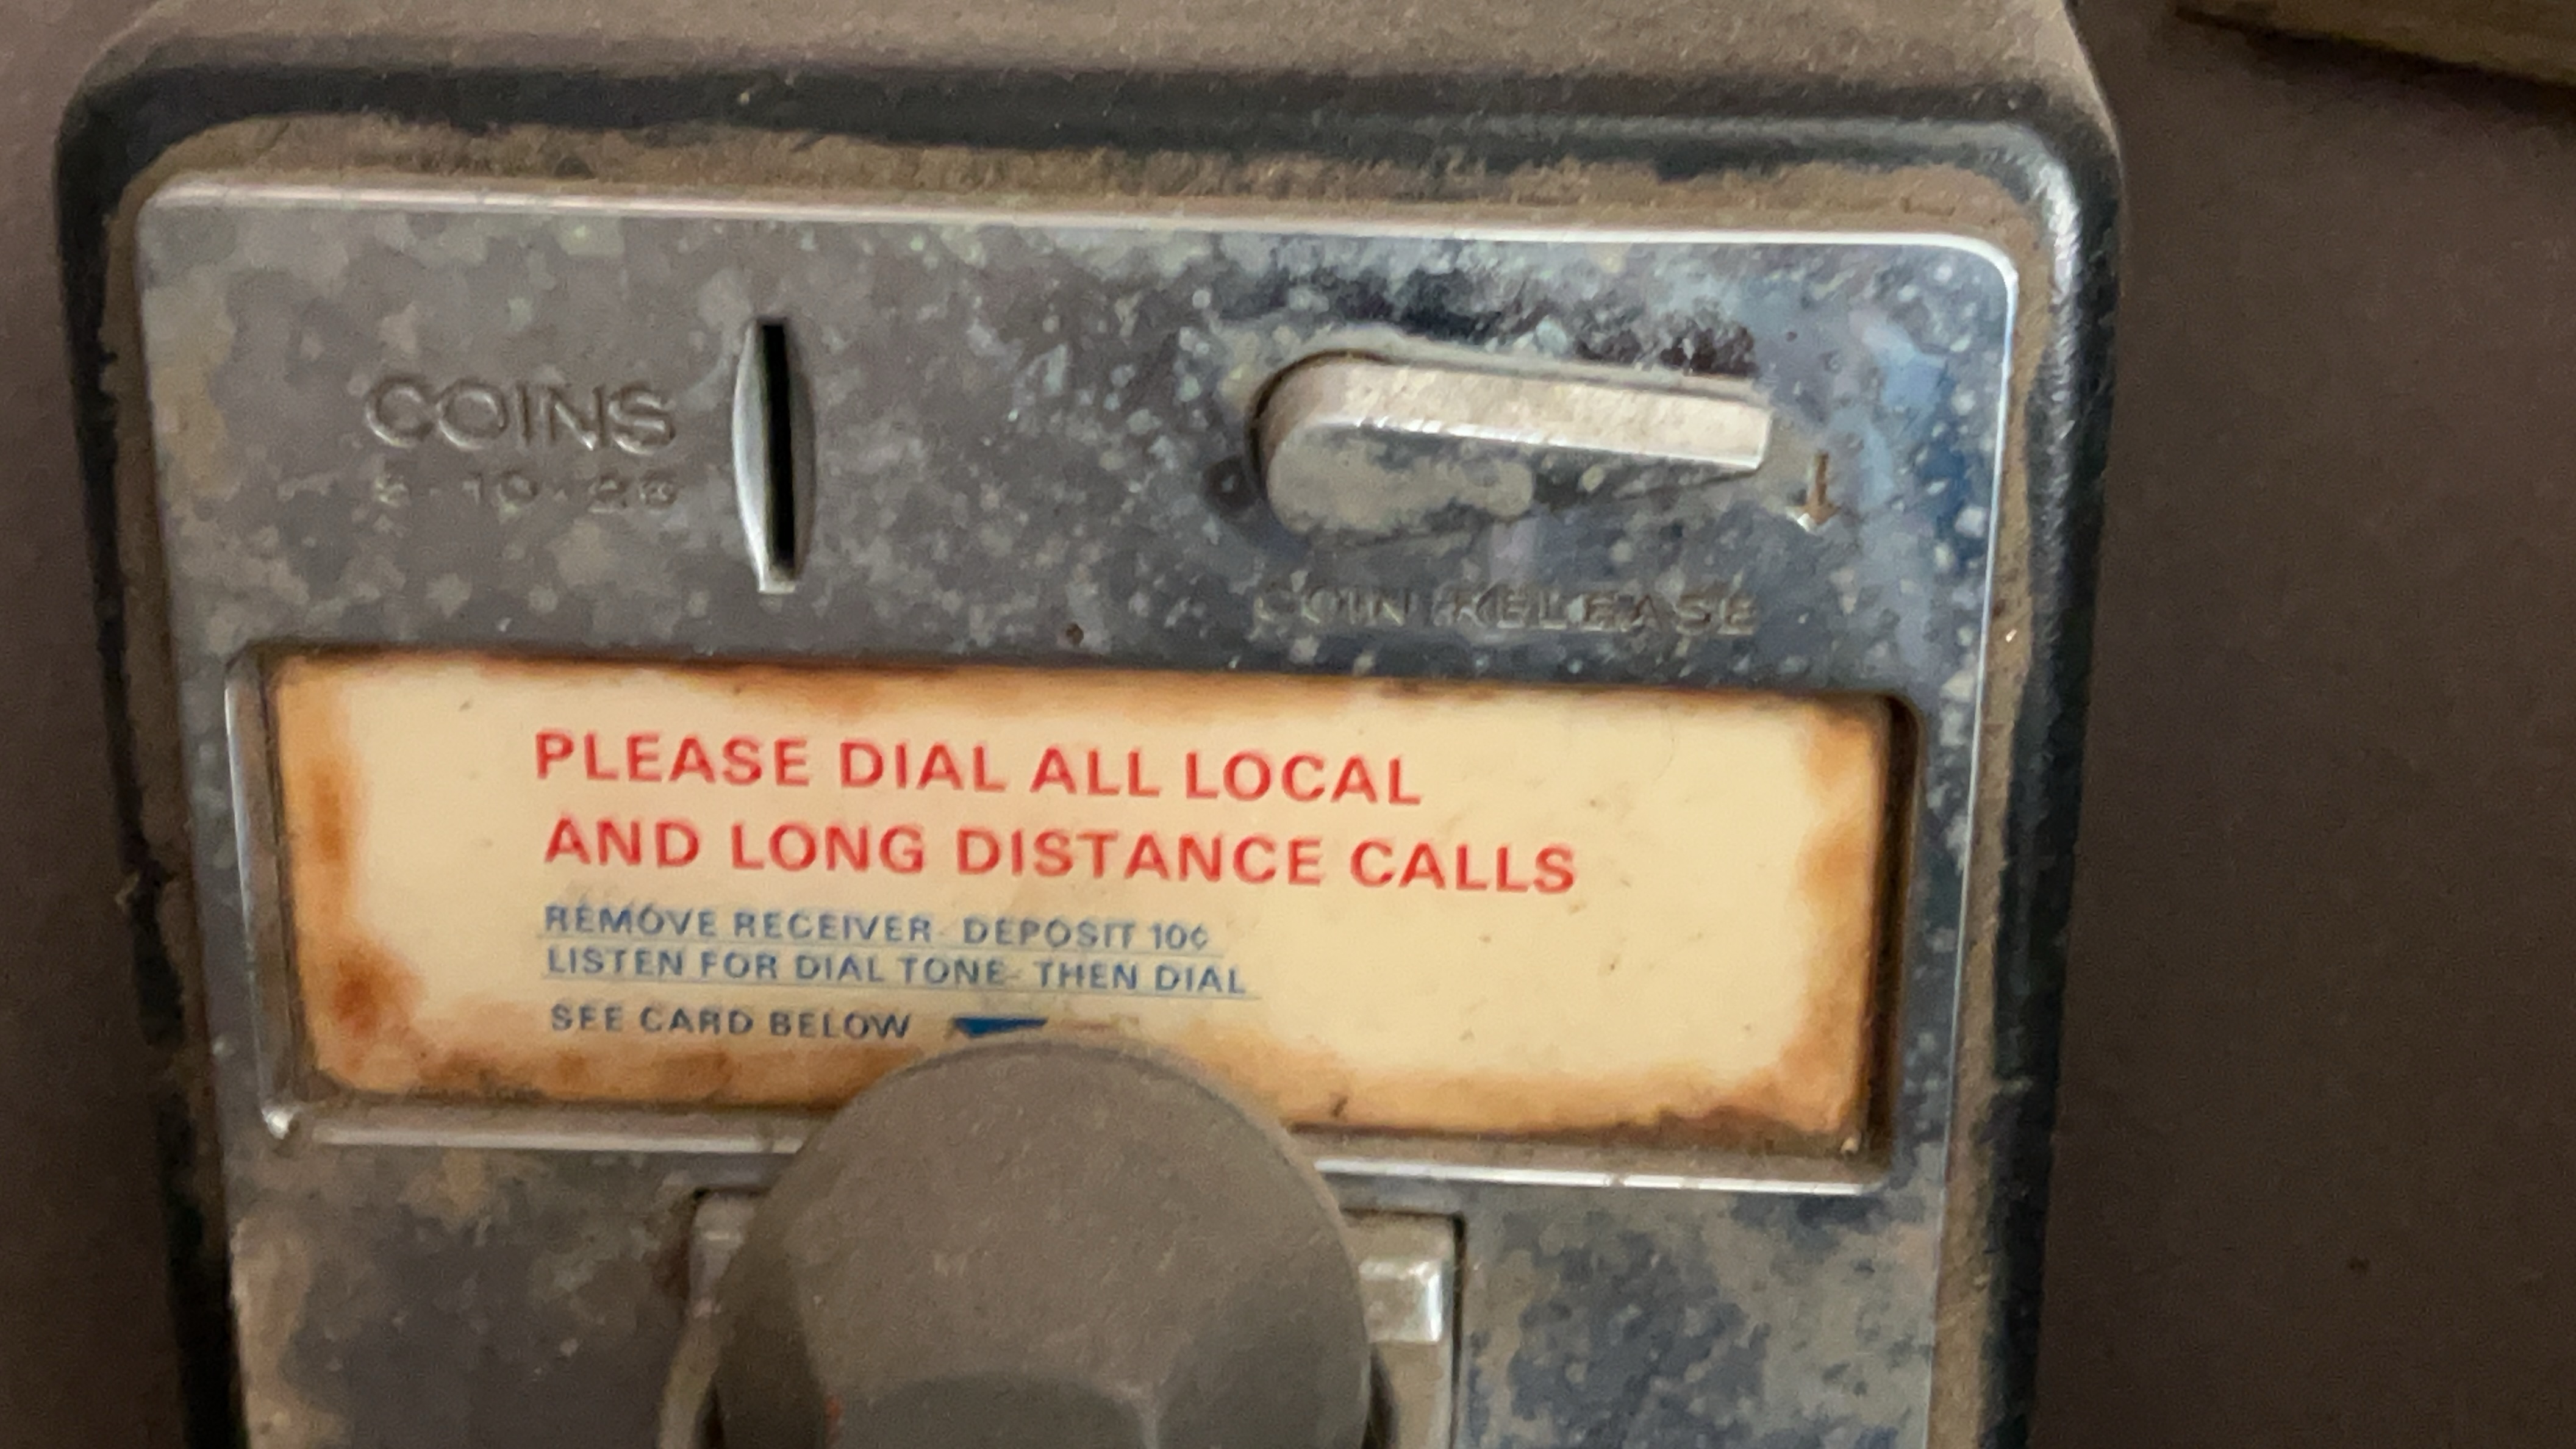 COINS
5 · 10 · 25
COIN RELEASE
PLEASE DIAL ALL LOCAL
AND LONG DISTANCE CALLS
REMOVE RECEIVER- DEPOSIT 10¢
LISTEN FOR DIAL TONE- THEN DIAL
SEE CARD BELOW